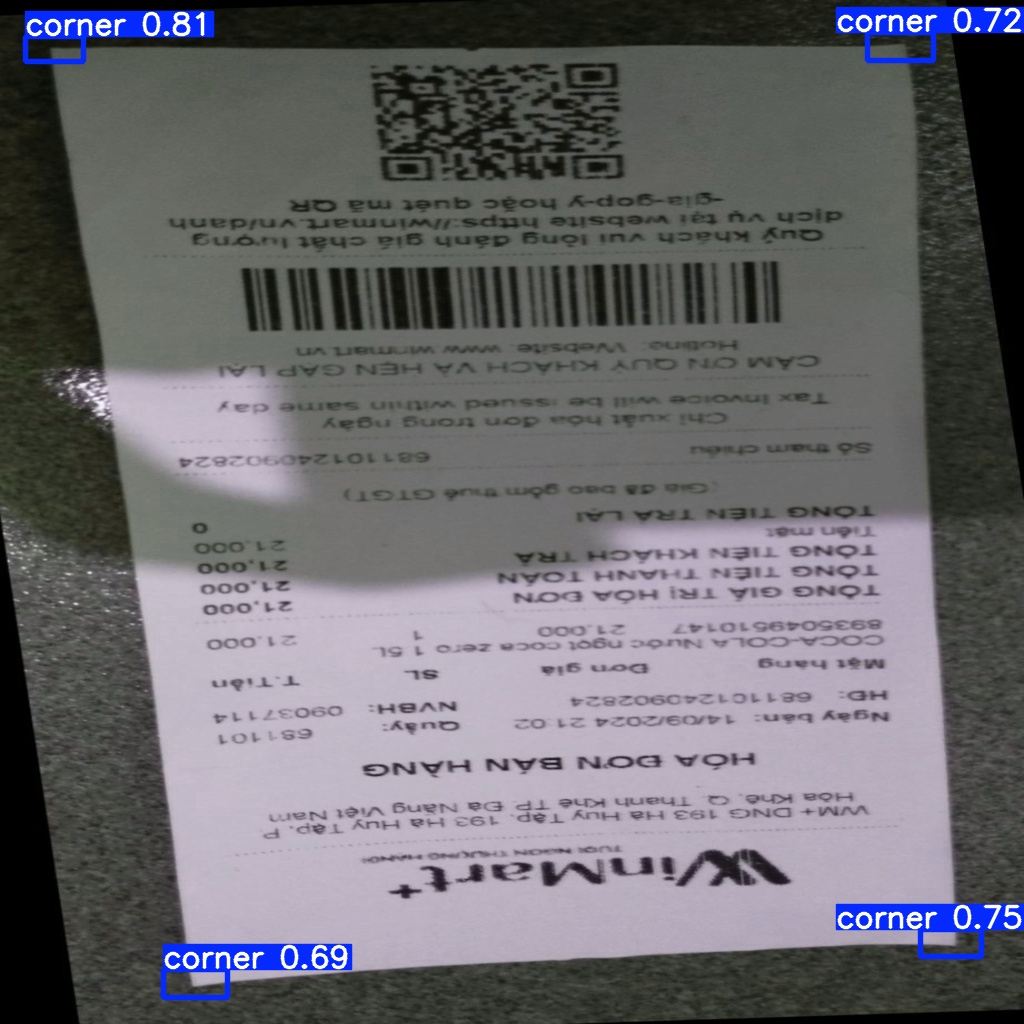 corner 0.81
corner 0.72
WinMart+
TƯƠI NGON THƯỢNG HẠNG
WM+ DNG 193 Hà Huy Tập, 193 Hà Huy Tập, P.
Hòa Khê, Q. Thanh Khê TP. Đà Nẵng Việt Nam
HÓA ĐƠN BÁN HÀNG
Ngày bán: 14/09/2024 21:02 Quầy: 681101
HĐ: 681101240902824 NVBH: 09037114
Mặt hàng Đơn giá SL T.Tiền
COCA-COLA Nước ngọt coca zero 1.5L
8935049510147 21,000 1 21,000
TỔNG GIÁ TRỊ HÓA ĐƠN 21,000
TỔNG TIỀN THANH TOÁN 21,000
TỔNG TIỀN KHÁCH TRẢ 21,000
Tiền mặt 21,000
TỔNG TIỀN TRẢ LẠI 0
(Giá đã bao gồm thuế GTGT)
Số tham chiếu 681101240902824
Chỉ xuất hóa đơn trong ngày
Tax Invoice will be issued within same day
CẢM ƠN QUÝ KHÁCH VÀ HẸN GẶP LẠI
Hotline: Website: www.winmart.vn
Quý khách vui lòng đánh giá chất lượng
dịch vụ tại website https://winmart.vn/danh
-gia-gop-y hoặc quét mã QR
corner 0.69
corner 0.75